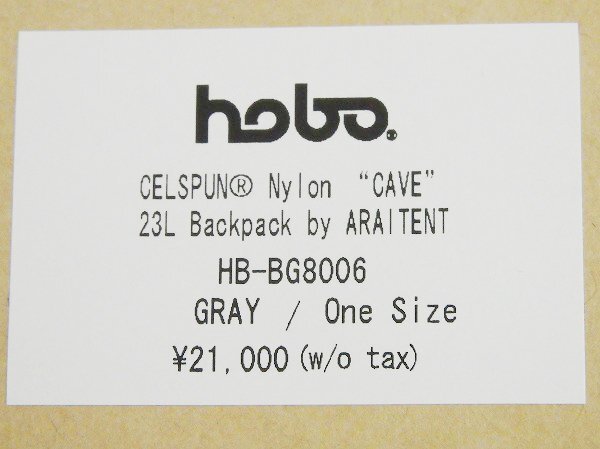 hobo.
CELSPUN® Nylon “CAVE”
23L Backpack by ARAITENT
HB-BG8006
GRAY / One Size
¥21,000(w/o tax)